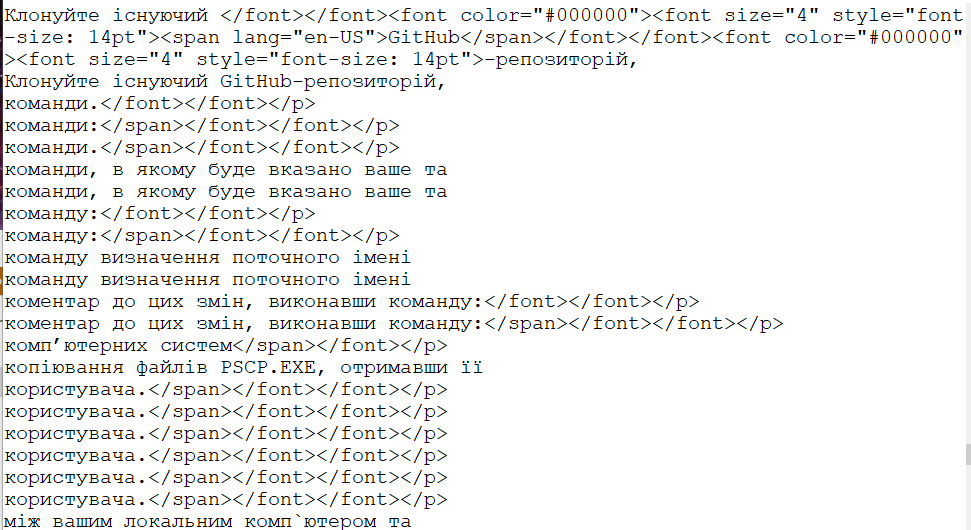 Клонуйте існуючий </font></font><font color="#000000"><font size="4" style="font
-size: 14pt"><span lang="en-US">GitHub</span></font></font><font color="#000000"
><font size="4" style="font-size: 14pt">-репозиторій,
Клонуйте існуючий GitHub-репозиторій,
команди.</font></font></p>
команди:</span></font></font></p>
команди.</span></font></font></p>
команди, в якому буде вказано ваше та
команди, в якому буде вказано ваше та
команду:</font></font></p>
команду:</span></font></font></p>
команду визначення поточного імені
команду визначення поточного імені
коментар до цих змін, виконавши команду:</font></font></p>
коментар до цих змін, виконавши команду:</span></font></font></p>
комп’ютерних систем</span></font></p>
копіювання файлів PSCP.EXE, отримавши її
користувача.</span></font></font></p>
користувача.</span></font></font></p>
користувача.</span></font></font></p>
користувача.</span></font></font></p>
користувача.</span></font></font></p>
користувача.</span></font></font></p>
між вашим локальним комп`ютером та